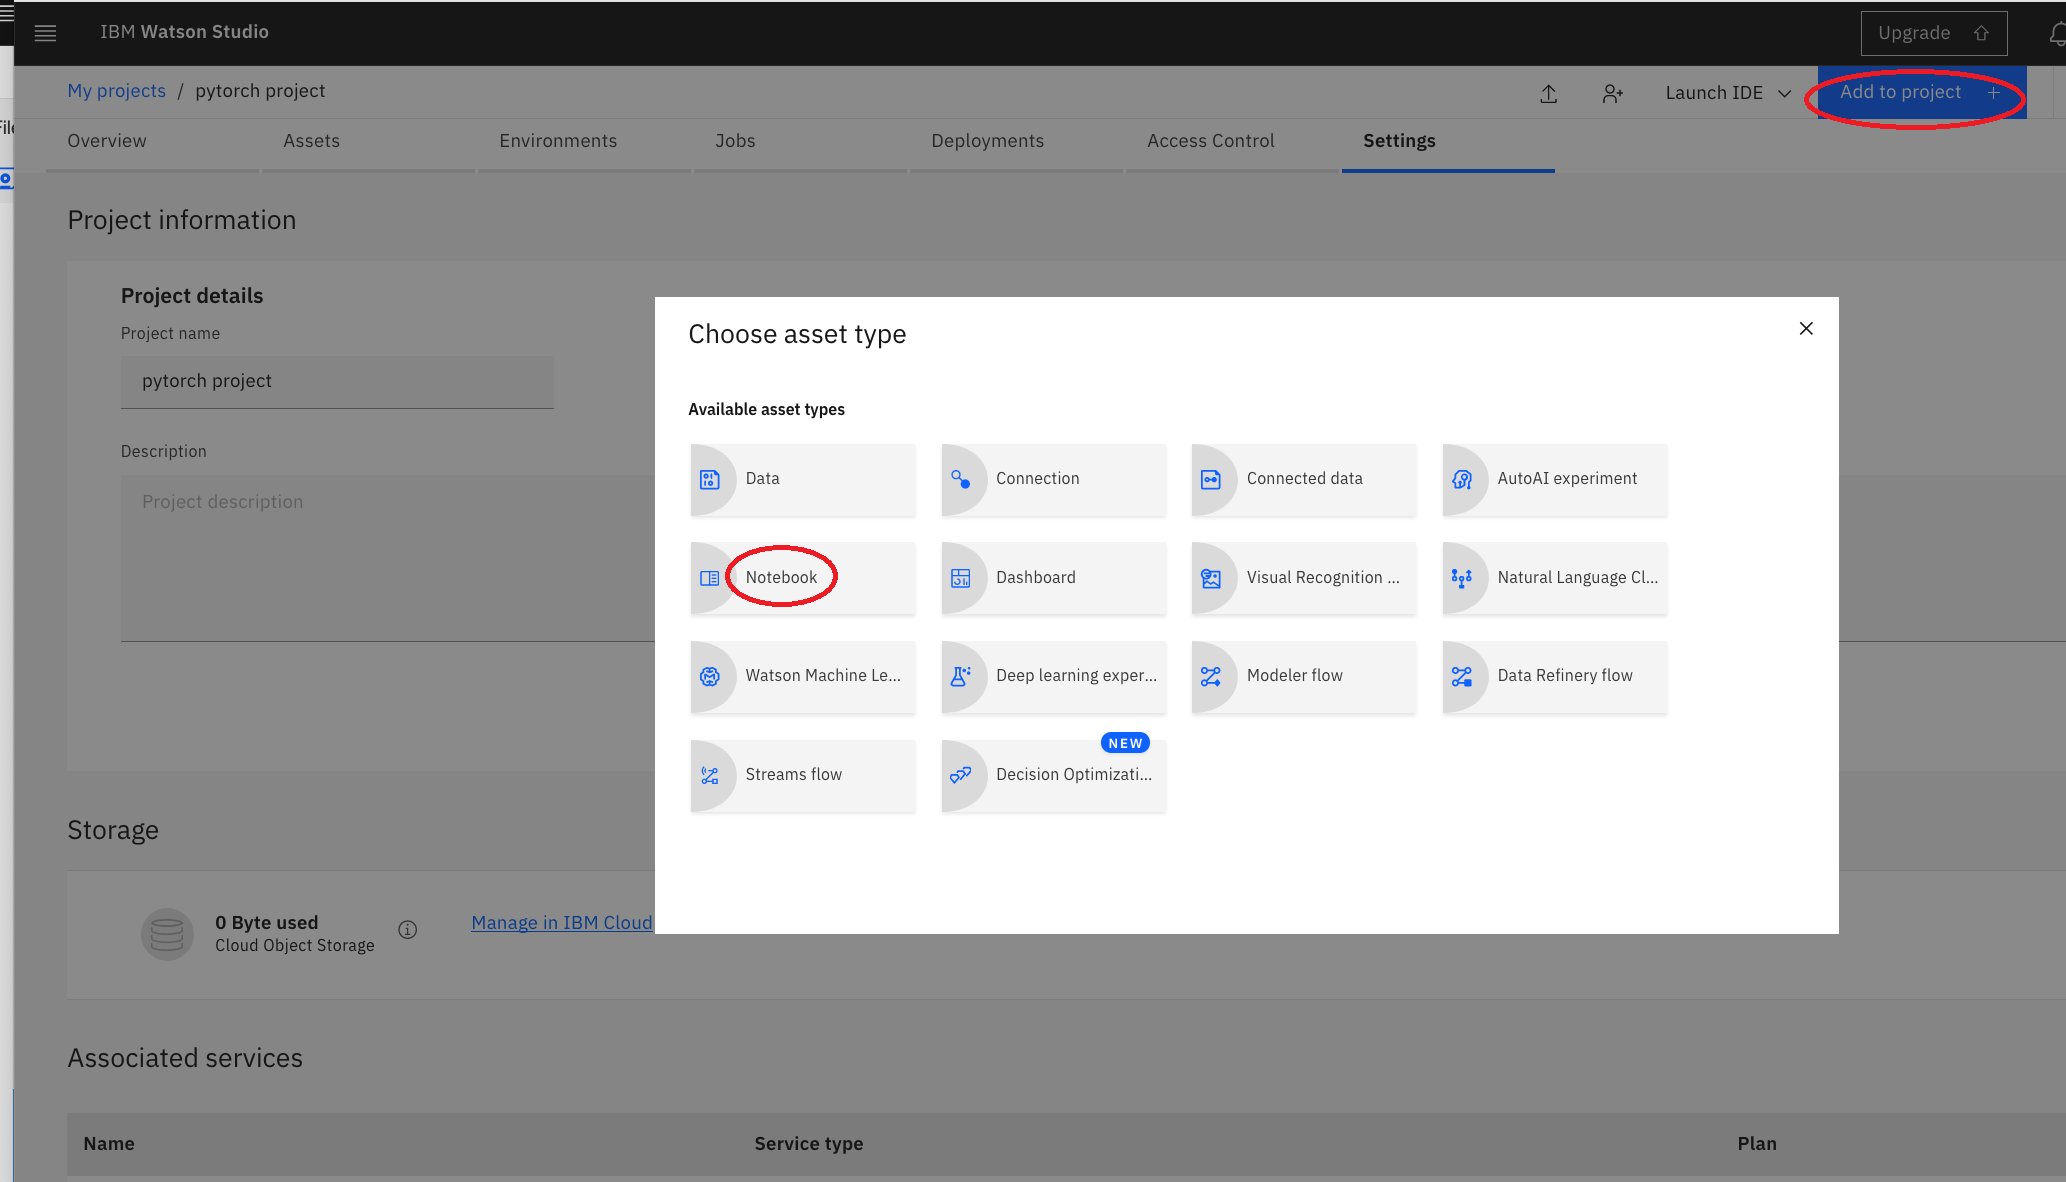 IBM Watson Studio
Upgrade
My projects / pytorch project
Launch IDE
Add to project +
Overview
Assets
Environments
Jobs
Deployments
Access Control
Settings
Project information
Project details
Project name
pytorch project
Description
Project description
Choose asset type
Available asset types
Data
Connection
Connected data
AutoAI experiment
Notebook
Dashboard
Visual Recognition ...
Natural Language Cl...
Watson Machine Le...
Deep learning exper...
Modeler flow
Data Refinery flow
Streams flow
NEW
Decision Optimizati...
Storage
0 Byte used
Cloud Object Storage
Manage in IBM Cloud
Associated services
Name
Service type
Plan